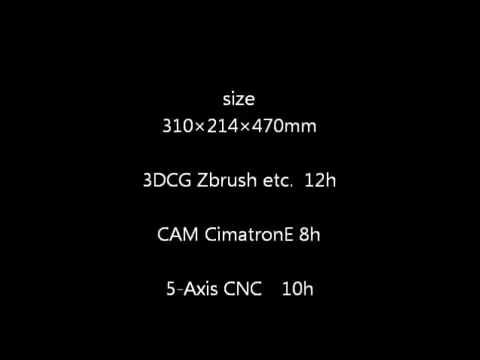 size
310×214×470mm
3DCG Zbrush etc. 12h
CAM CimatronE 8h
5-Axis CNC 10h